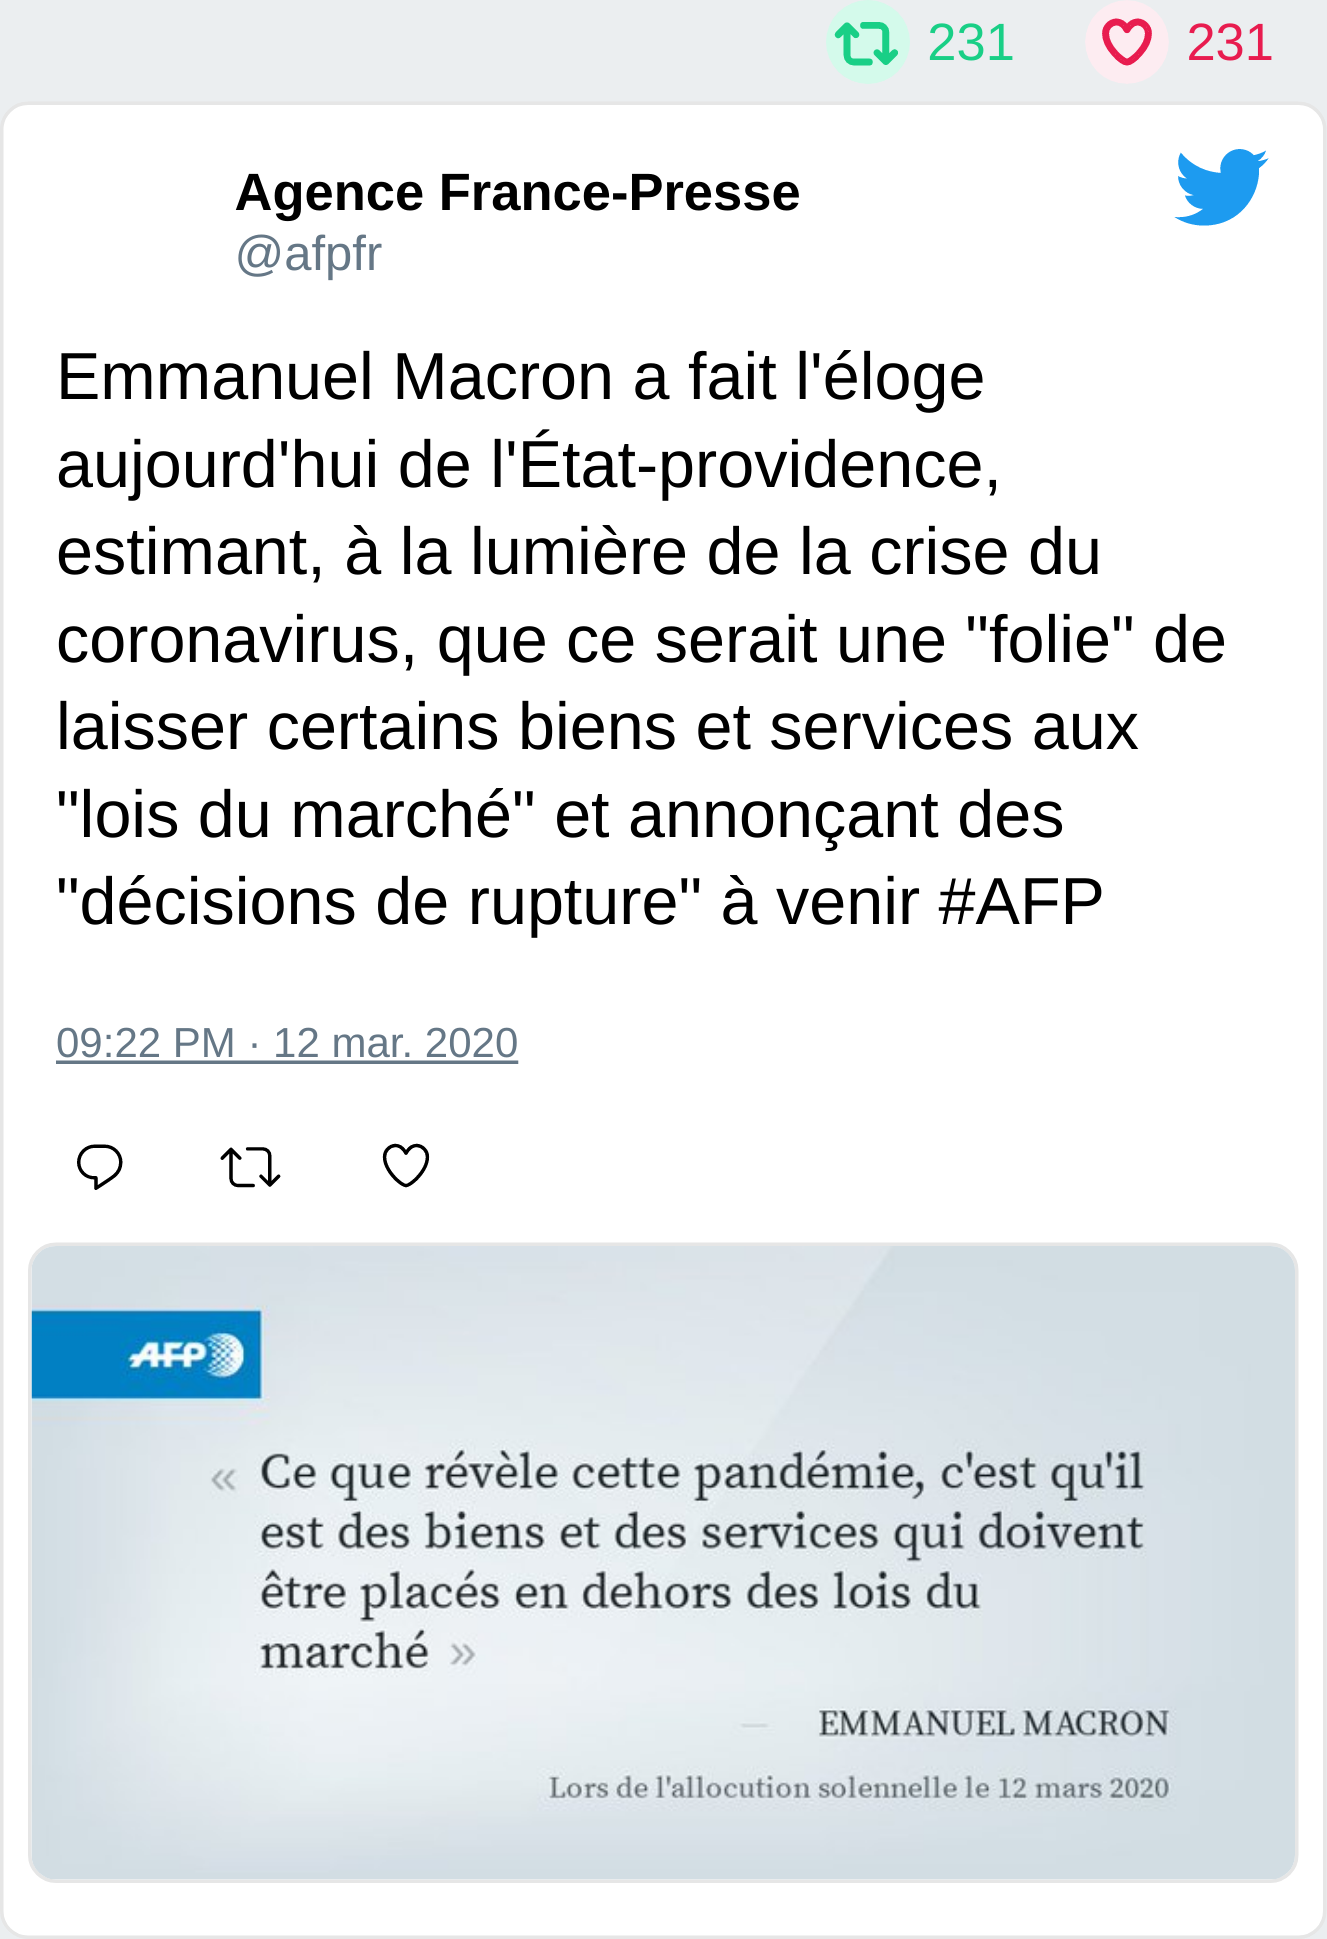 231 231
Agence France-Presse
@afpfr
Emmanuel Macron a fait l'éloge
aujourd'hui de l'État-providence,
estimant, à la lumière de la crise du
coronavirus, que ce serait une "folie" de
laisser certains biens et services aux
"lois du marché" et annonçant des
"décisions de rupture" à venir #AFP
09:22 PM · 12 mar. 2020
AFP
« Ce que révèle cette pandémie, c'est qu'il
est des biens et des services qui doivent
être placés en dehors des lois du
marché »
— EMMANUEL MACRON
Lors de l'allocution solennelle le 12 mars 2020